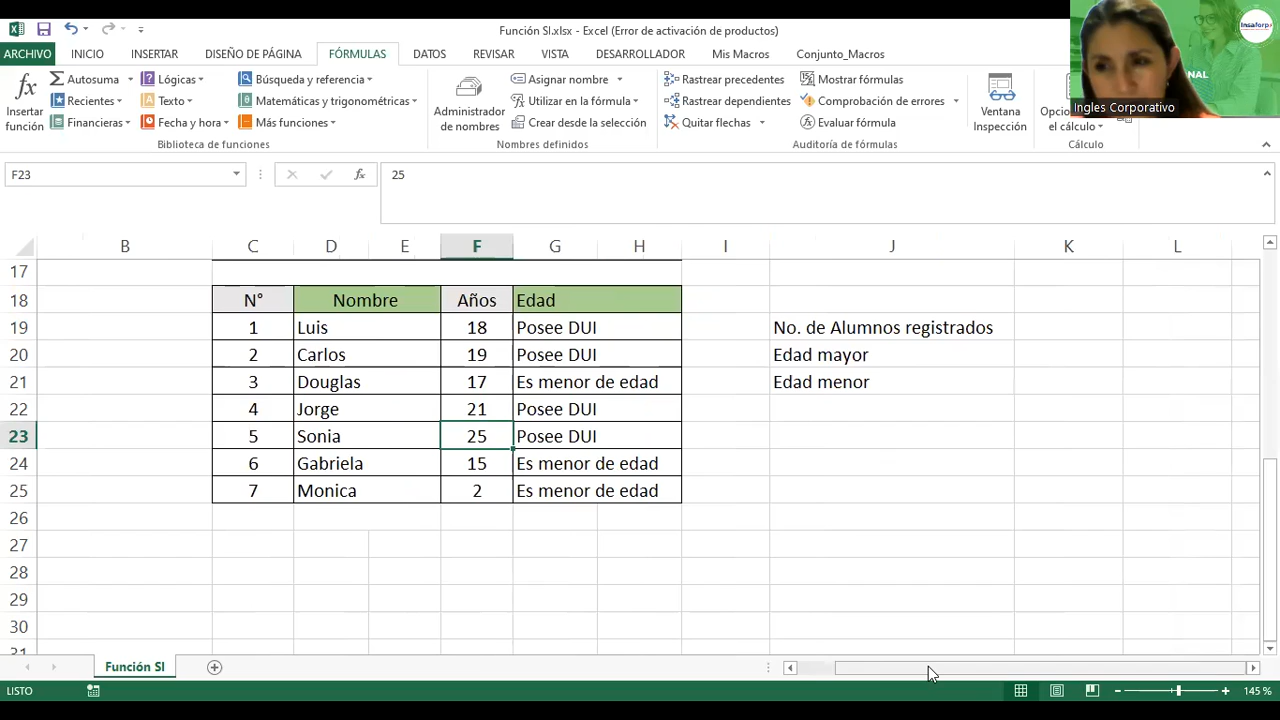 Función SI.xlsx - Excel (Error de activación de productos)
ARCHIVO INICIO INSERTAR DISEÑO DE PÁGINA FÓRMULAS DATOS REVISAR VISTA DESARROLLADOR Mis Macros Conjunto_Macros
Insertar función
Autosuma
Recientes
Financieras
Lógicas
Texto
Fecha y hora
Búsqueda y referencia
Matemáticas y trigonométricas
Más funciones
Biblioteca de funciones
Administrador de nombres
Asignar nombre
Utilizar en la fórmula
Crear desde la selección
Nombres definidos
Rastrear precedentes
Rastrear dependientes
Quitar flechas
Mostrar fórmulas
Comprobación de errores
Evaluar fórmula
Auditoría de fórmulas
Ventana Inspección
el cálculo
Cálculo
Insaforp
NAL
Ingles Corporativo
F23 fx 25
B C D E F G H I J K L
17
18 N° Nombre Años Edad
19 1 Luis 18 Posee DUI No. de Alumnos registrados
20 2 Carlos 19 Posee DUI Edad mayor
21 3 Douglas 17 Es menor de edad Edad menor
22 4 Jorge 21 Posee DUI
23 5 Sonia 25 Posee DUI
24 6 Gabriela 15 Es menor de edad
25 7 Monica 2 Es menor de edad
26
27
28
29
30
31
Función SI
LISTO 145 %